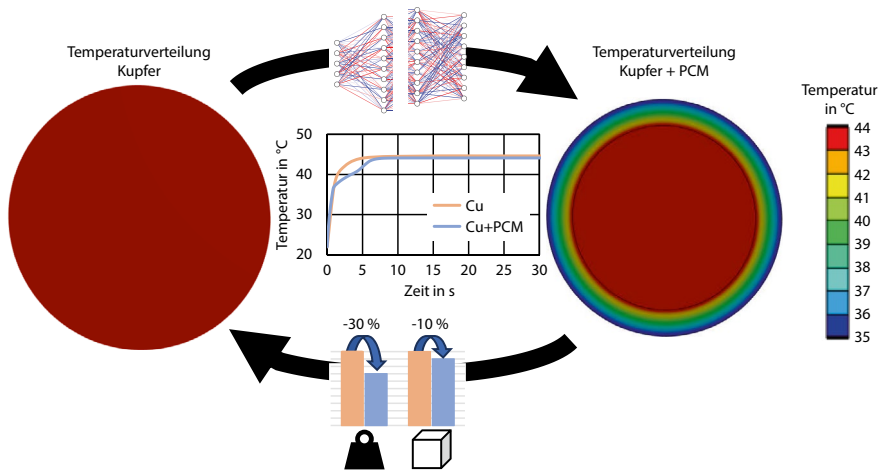 Temperaturverteilung
Kupfer
Temperaturverteilung
Kupfer + PCM
Temperatur
in °C
44
43
42
41
40
39
38
37
36
35
Temperatur in °C
50
40
30
20
Cu
Cu+PCM
0 5 10 15 20 25 30
Zeit in s
-30 %
-10 %